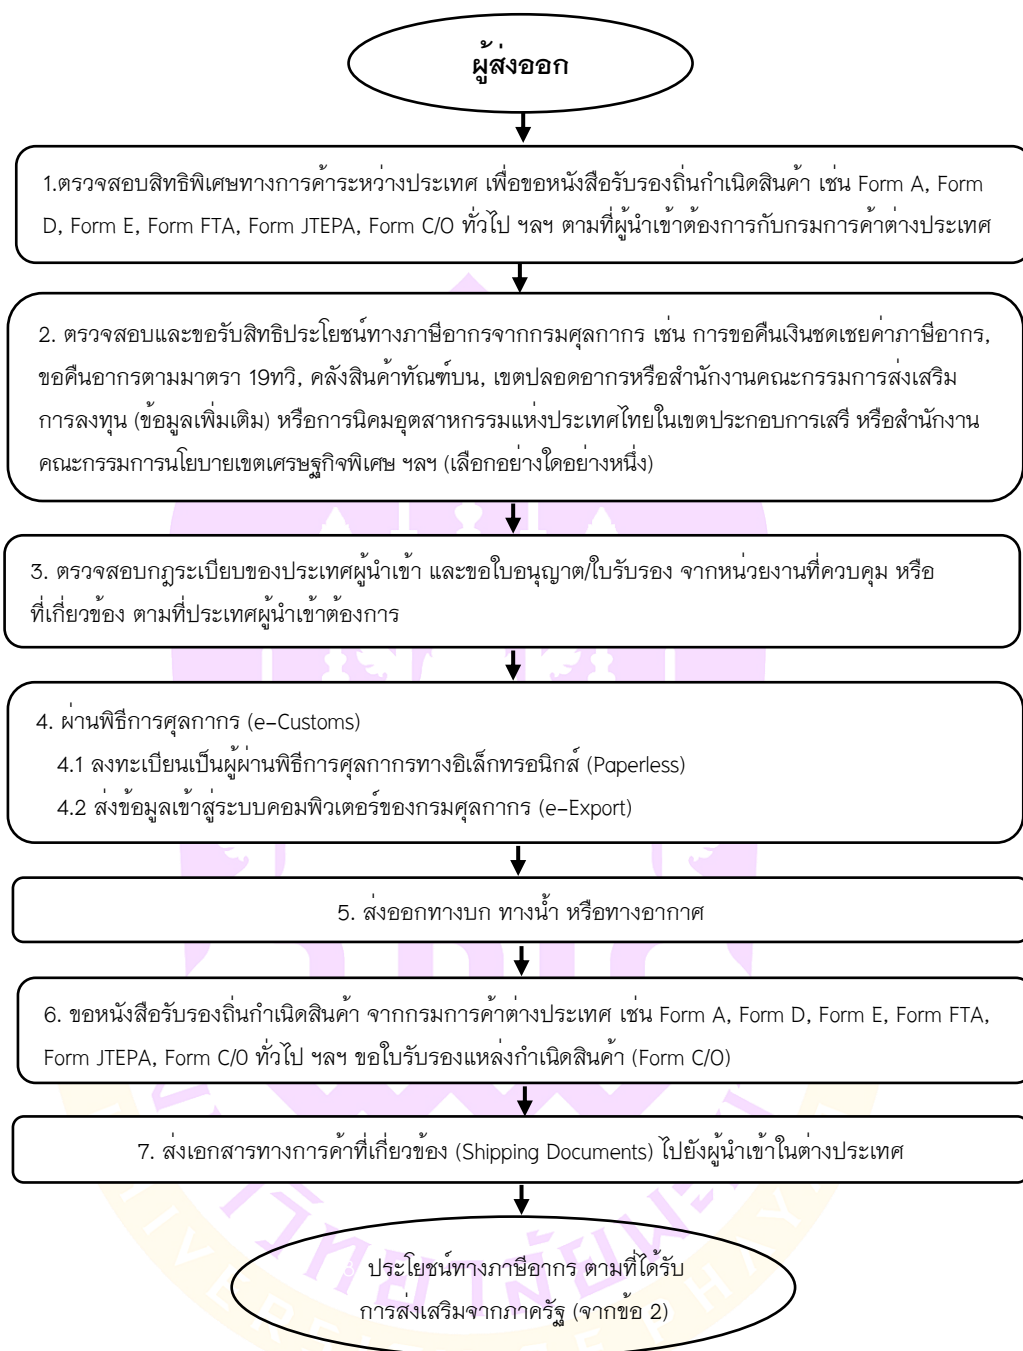 ผู้ส่งออก
1.ตรวจสอบสิทธิพิเศษทางการค้าระหว่างประเทศ เพื่อขอหนังสือรับรองถิ่นกำเนิดสินค้า เช่น Form A, Form
D, Form E, Form FTA, Form JTEPA, Form C/O ทั่วไป ฯลฯ ตามที่ผู้นำเข้าต้องการกับกรมการค้าต่างประเทศ
2. ตรวจสอบและขอรับสิทธิประโยชน์ทางภาษีอากรจากกรมศุลกากร เช่น การขอคืนเงินชดเชยค่าภาษีอากร,
ขอคืนอากรตามมาตรา 19ทวิ, คลังสินค้าทัณฑ์บน, เขตปลอดอากรหรือสำนักงานคณะกรรมการส่งเสริม
การลงทุน (ข้อมูลเพิ่มเติม) หรือการนิคมอุตสาหกรรมแห่งประเทศไทยในเขตประกอบการเสรี หรือสำนักงาน
คณะกรรมการนโยบายเขตเศรษฐกิจพิเศษ ฯลฯ (เลือกอย่างใดอย่างหนึ่ง)
3. ตรวจสอบกฎระเบียบของประเทศผู้นำเข้า และขอใบอนุญาต/ใบรับรอง จากหน่วยงานที่ควบคุม หรือ
ที่เกี่ยวข้อง ตามที่ประเทศผู้นำเข้าต้องการ
4. ผ่านพิธีการศุลกากร (e-Customs)
4.1 ลงทะเบียนเป็นผู้ผ่านพิธีการศุลกากรทางอิเล็กทรอนิกส์ (Paperless)
4.2 ส่งข้อมูลเข้าสู่ระบบคอมพิวเตอร์ของกรมศุลกากร (e-Export)
5. ส่งออกทางบก ทางน้ำ หรือทางอากาศ
6. ขอหนังสือรับรองถิ่นกำเนิดสินค้า จากกรมการค้าต่างประเทศ เช่น Form A, Form D, Form E, Form FTA,
Form JTEPA, Form C/0 ทั่วไป ฯลฯ ขอใบรับรองแหล่งกำเนิดสินค้า (Form C/O)
7. ส่งเอกสารทางการค้าที่เกี่ยวข้อง (Shipping Documents) ไปยังผู้นำเข้าในต่างประเทศ
ประโยชน์ทางภาษีอากร ตามที่ได้รับ
การส่งเสริมจากภาครัฐ (จากข้อ 2)